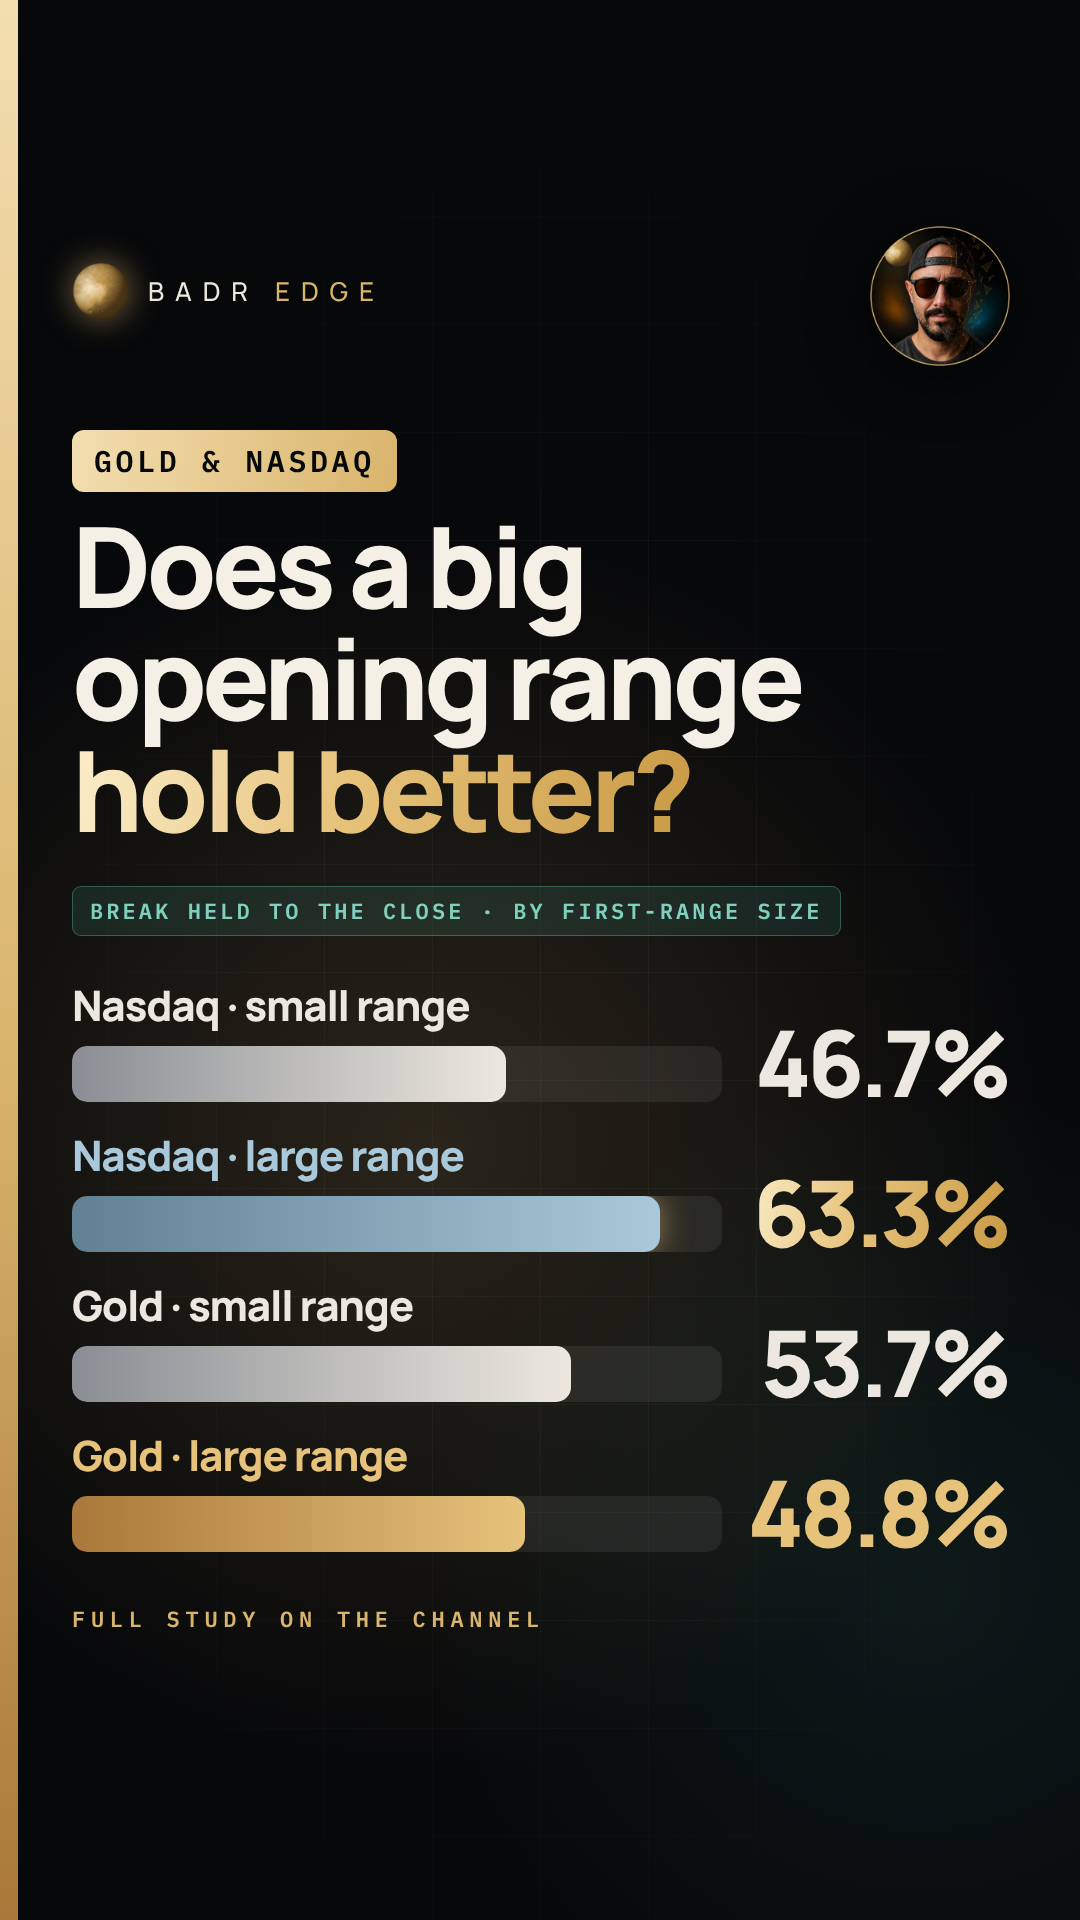 BADR EDGE
GOLD & NASDAQ
Does a big
opening range
hold better?
BREAK HELD TO THE CLOSE · BY FIRST-RANGE SIZE
Nasdaq · small range
46.7%
Nasdaq · large range
63.3%
Gold · small range
53.7%
Gold · large range
48.8%
FULL STUDY ON THE CHANNEL